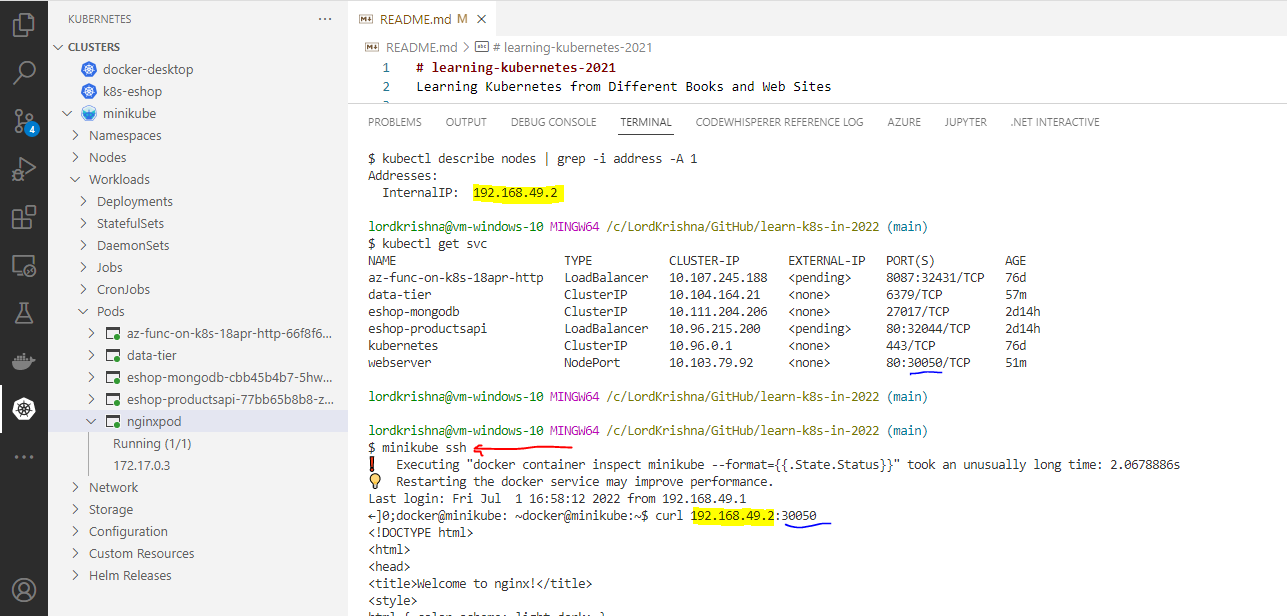 KUBERNETES ...
CLUSTERS
docker-desktop
k8s-eshop
minikube
Namespaces
Nodes
Workloads
Deployments
StatefulSets
DaemonSets
Jobs
CronJobs
Pods
az-func-on-k8s-18apr-http-66f8f6...
data-tier
eshop-mongodb-cbb45b4b7-5hw...
eshop-productsapi-77bb65b8b8-z...
nginxpod
Running (1/1)
172.17.0.3
Network
Storage
Configuration
Custom Resources
Helm Releases
4
README.md M
README.md > # learning-kubernetes-2021
1 # learning-kubernetes-2021
2 Learning Kubernetes from Different Books and Web Sites
PROBLEMS OUTPUT DEBUG CONSOLE TERMINAL CODEWHISPERER REFERENCE LOG AZURE JUPYTER .NET INTERACTIVE
$ kubectl describe nodes | grep -i address -A 1
Addresses:
InternalIP: 192.168.49.2
lordkrishna@vm-windows-10 MINGW64 /c/LordKrishna/GitHub/learn-k8s-in-2022 (main)
$ kubectl get svc
NAME TYPE CLUSTER-IP EXTERNAL-IP PORT(S) AGE
az-func-on-k8s-18apr-http LoadBalancer 10.107.245.188 <pending> 8087:32431/TCP 76d
data-tier ClusterIP 10.104.164.21 <none> 6379/TCP 57m
eshop-mongodb ClusterIP 10.111.204.206 <none> 27017/TCP 2d14h
eshop-productsapi LoadBalancer 10.96.215.200 <pending> 80:32044/TCP 2d14h
kubernetes ClusterIP 10.96.0.1 <none> 443/TCP 76d
webserver NodePort 10.103.79.92 <none> 80:30050/TCP 51m
lordkrishna@vm-windows-10 MINGW64 /c/LordKrishna/GitHub/learn-k8s-in-2022 (main)
lordkrishna@vm-windows-10 MINGW64 /c/LordKrishna/GitHub/learn-k8s-in-2022 (main)
$ minikube ssh
Executing "docker container inspect minikube --format={{.State.Status}}" took an unusually long time: 2.0678886s
Restarting the docker service may improve performance.
Last login: Fri Jul 1 16:58:12 2022 from 192.168.49.1
←]0;docker@minikube: ~docker@minikube:~$ curl 192.168.49.2:30050
<!DOCTYPE html>
<html>
<head>
<title>Welcome to nginx!</title>
<style>
html { color-scheme: light dark; }